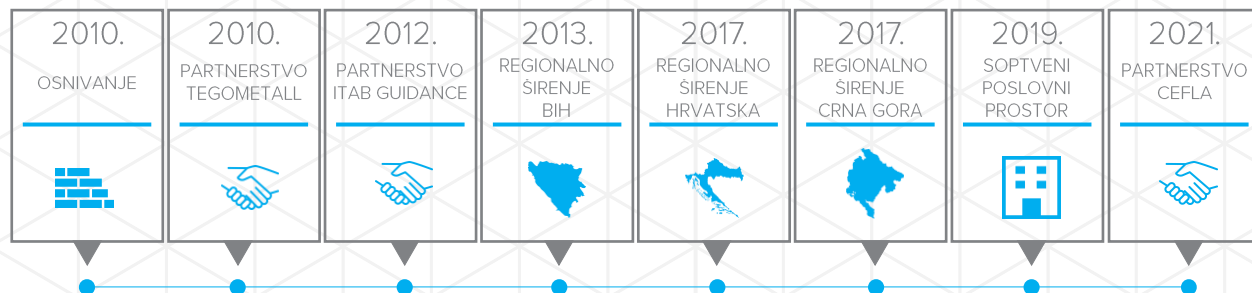 2010.
OSNIVANJE
2010.
PARTNERSTVO
TEGOMETALL
2012.
PARTNERSTVO
ITAB GUIDANCE
2013.
REGIONALNO
ŠIRENJE
BIH
2017.
REGIONALNO
ŠIRENJE
HRVATSKA
2017.
REGIONALNO
ŠIRENJE
CRNA GORA
2019.
SOPTVENI
POSLOVNI
PROSTOR
2021.
PARTNERSTVO
CEFLA